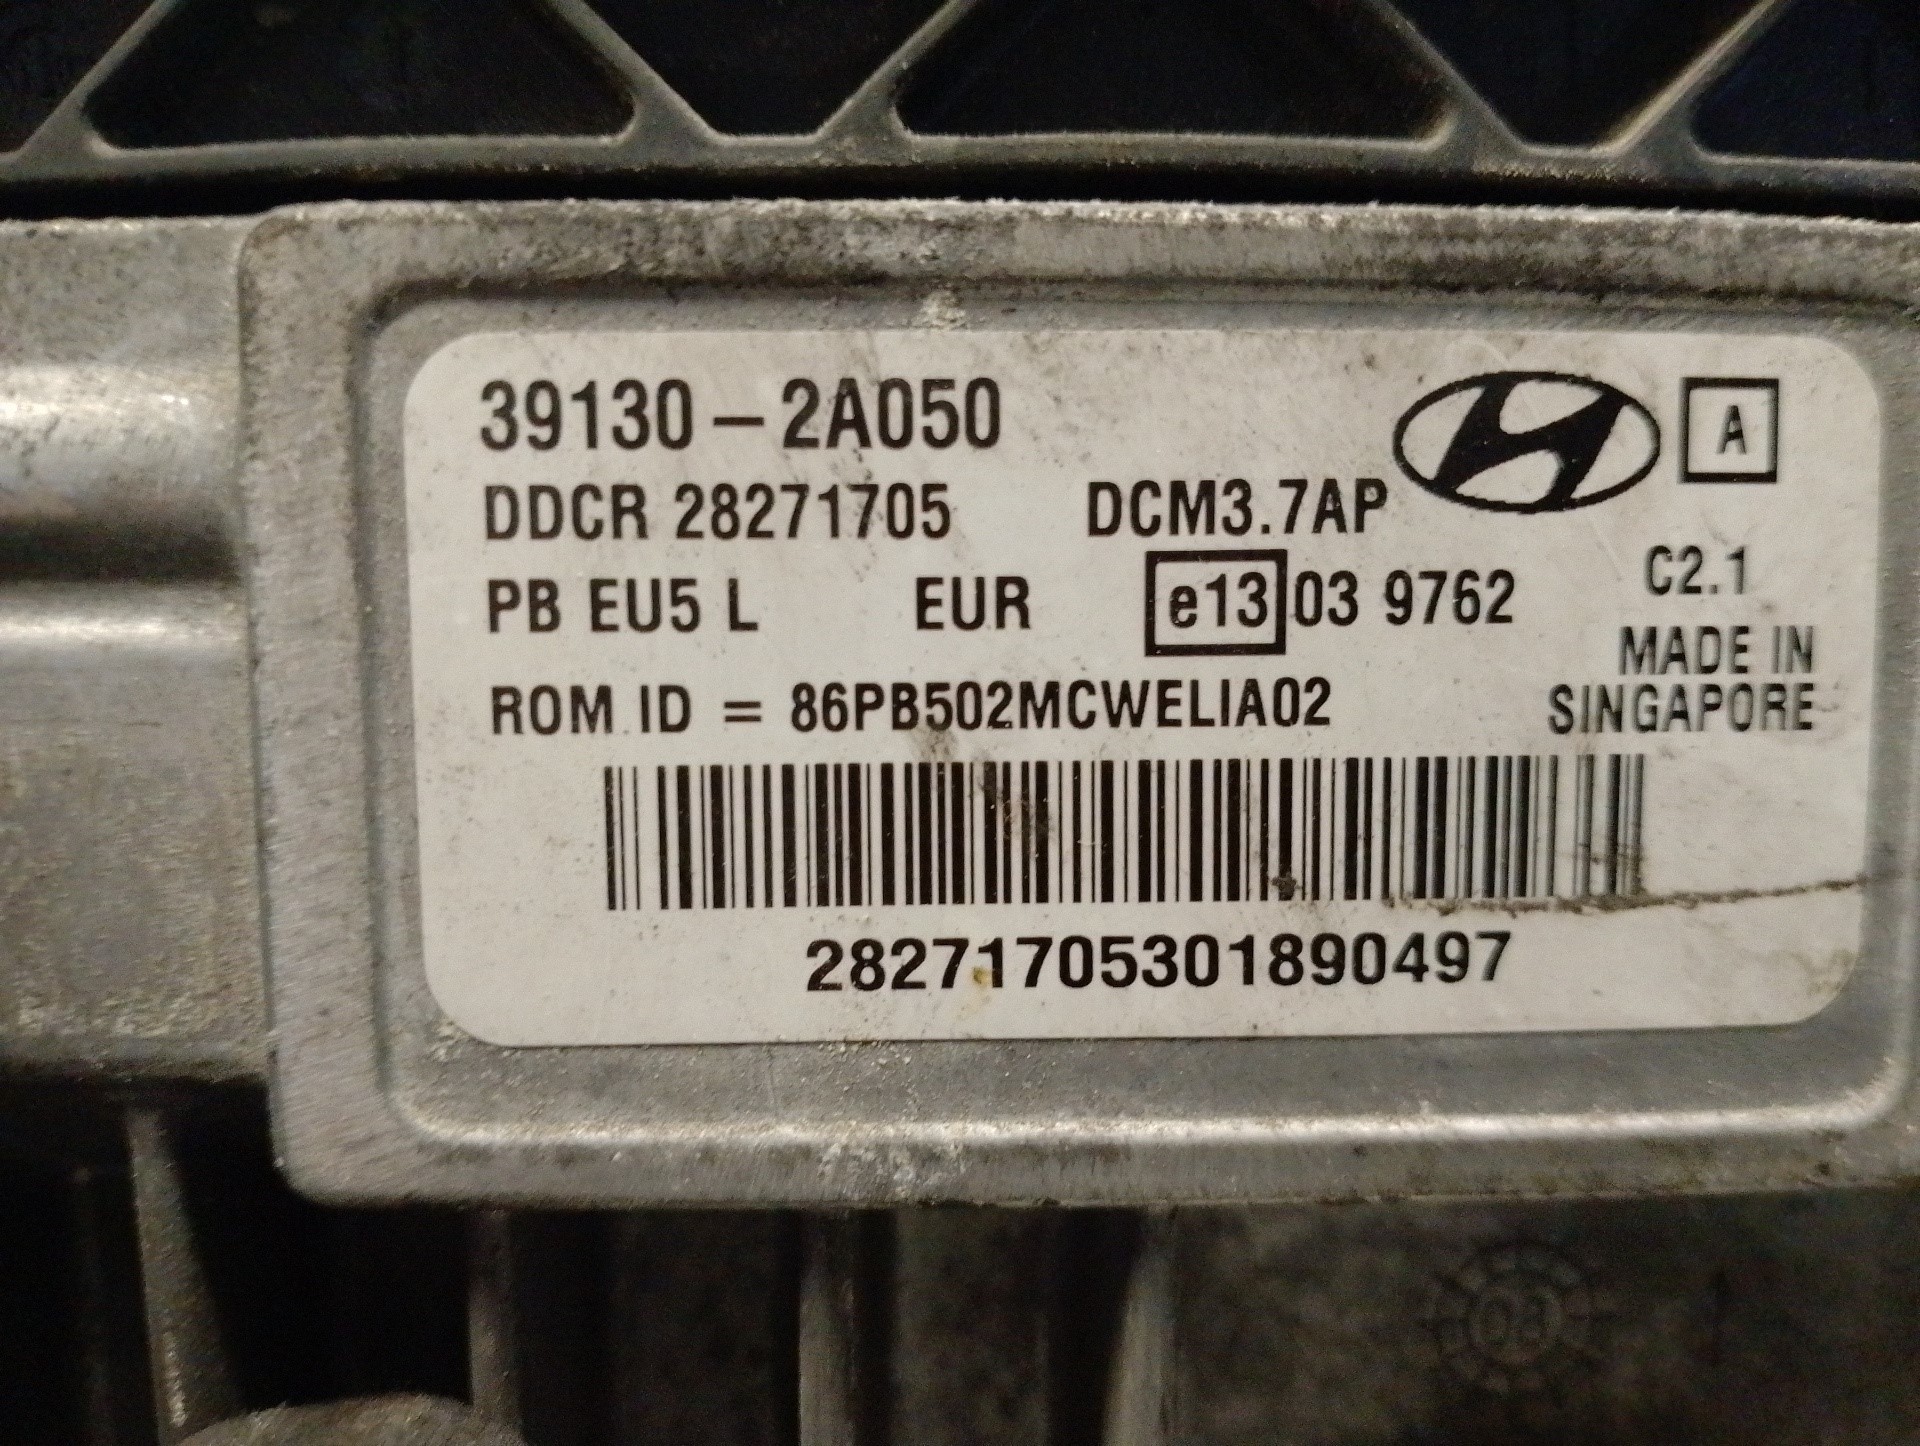 39130-2A050
A
DDCR 28271705 DCM3.7AP
PB EU5 L EUR e13 03 9762 C2.1
MADE IN
SINGAPORE
ROM ID = 86PB502MCWELIA02
28271705301890497